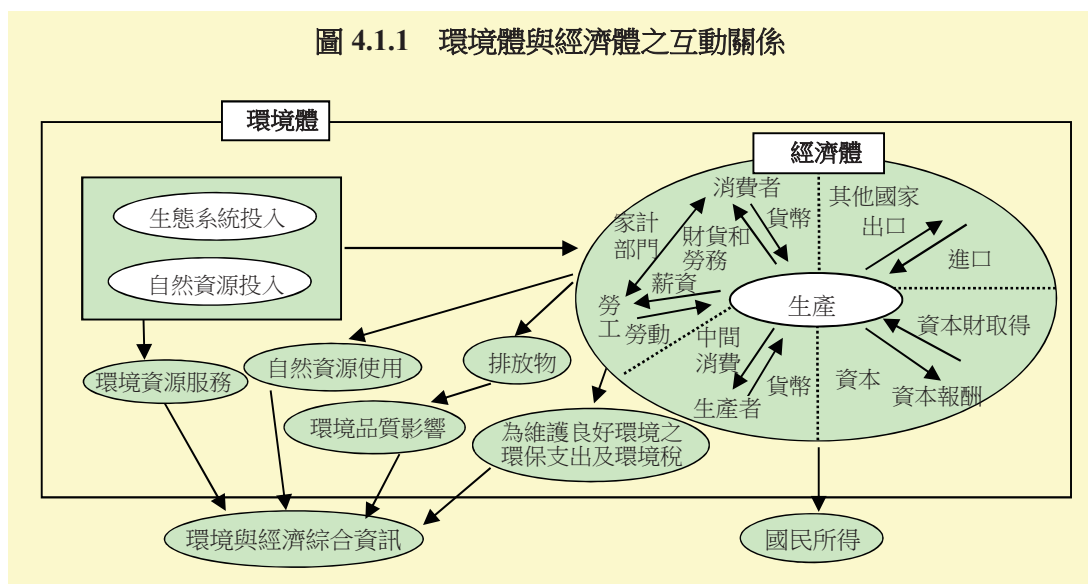 圖 4.1.1 環境體與經濟體之互動關係
環境體
經濟體
生態系統投入
自然資源投入
消費者
貨幣
家計
部門
財貨和
勞務
其他國家
出口
進口
薪資
勞
工
勞動
生產
中間
消費
貨幣
生產者
資本財取得
資本
資本報酬
環境資源服務
自然資源使用
排放物
環境品質影響
為維護良好環境之
環保支出及環境稅
環境與經濟綜合資訊
國民所得